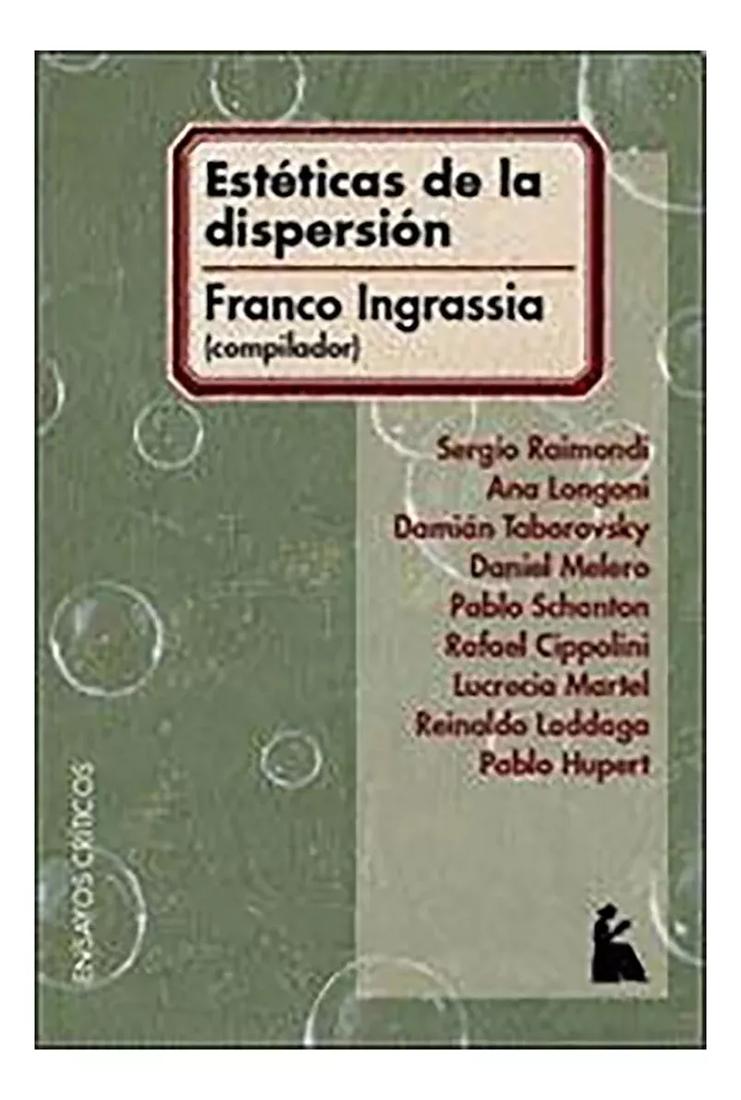 Estéticas de la
dispersión
Franco Ingrassia
(compilador)
Sergio Raimondi
Ana Longoni
Damián Tabarovsky
Daniel Melero
Pablo Schanton
Rafael Cippolini
Lucrecia Martel
Reinaldo Laddaga
Pablo Hupert
ENSAYOS CRÍTICOS